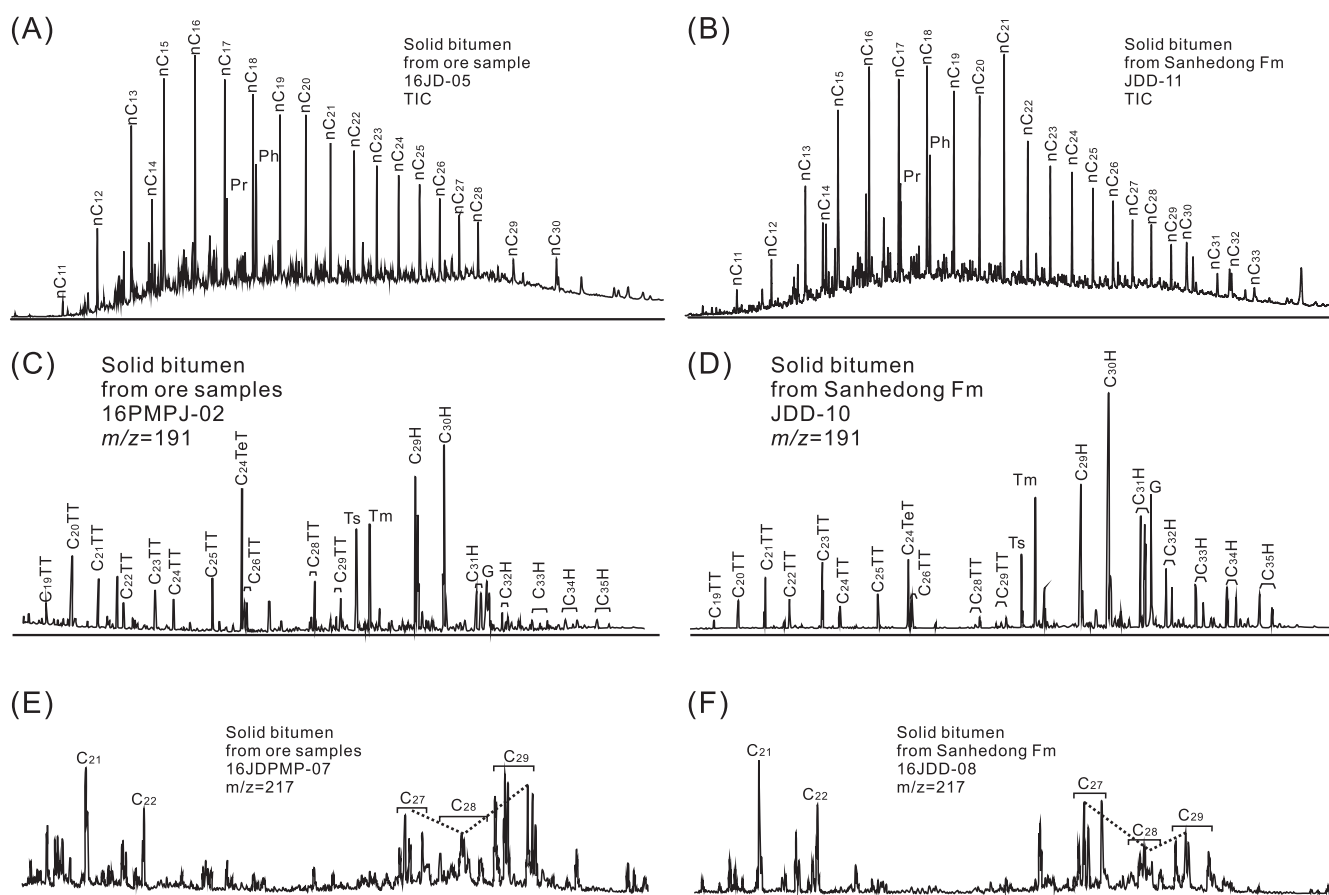 (A)
Solid bitumen
from ore sample
16JD-05
TIC
nC11
nC12
nC13
nC14
nC15
nC16
nC17
Pr
nC18
Ph
nC19
nC20
nC21
nC22
nC23
nC24
nC25
nC26
nC27
nC28
nC29
nC30
(B)
Solid bitumen
from Sanhedong Fm
JDD-11
TIC
nC11
nC12
nC13
nC14
nC15
nC16
nC17
Pr
nC18
Ph
nC19
nC20
nC21
nC22
nC23
nC24
nC25
nC26
nC27
nC28
nC29
nC30
nC31
nC32
nC33
(C)
Solid bitumen
from ore samples
16PMPJ-02
m/z=191
C19TT
C20TT
C21TT
C22TT
C23TT
C24TT
C25TT
C24TeT
C26TT
C28TT
C29TT
Ts
Tm
C29H
C30H
C31H
G
C32H
C33H
C34H
C35H
(D)
Solid bitumen
from Sanhedong Fm
JDD-10
m/z=191
C19TT
C20TT
C21TT
C22TT
C23TT
C24TT
C25TT
C24TeT
C26TT
C28TT
C29TT
Ts
Tm
C29H
C30H
C31H
G
C32H
C33H
C34H
C35H
(E)
Solid bitumen
from ore samples
16JDPMP-07
m/z=217
C21
C22
C27
C28
C29
(F)
Solid bitumen
from Sanhedong Fm
16JDD-08
m/z=217
C21
C22
C27
C28
C29